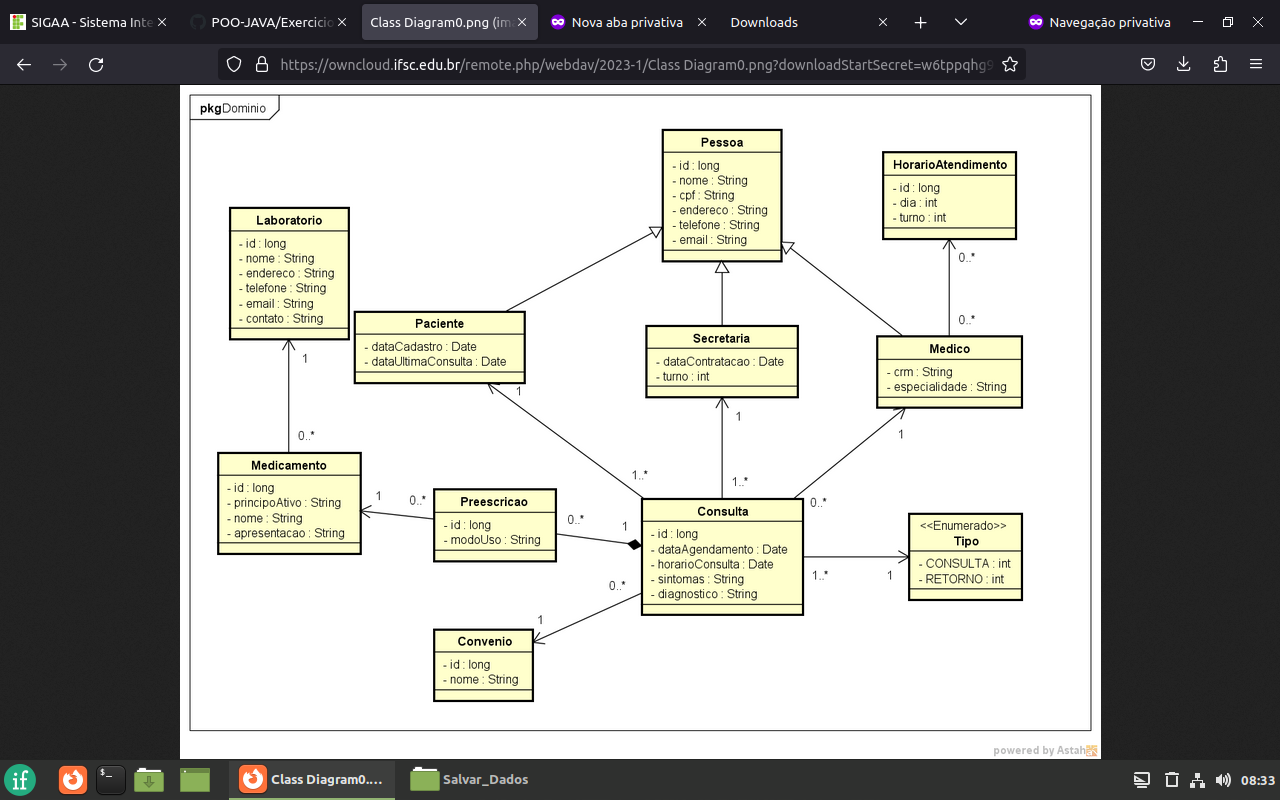 SIGAA - Sistema Inte
POO-JAVA/Exercicio
Class Diagram0.png (ima
Nova aba privativa
Downloads
Navegação privativa
https://owncloud.ifsc.edu.br/remote.php/webdav/2023-1/Class Diagram0.png?downloadStartSecret=w6tppqhg9
pkg Dominio
Pessoa
- id : long
- nome : String
- cpf : String
- endereco : String
- telefone : String
- email : String
HorarioAtendimento
- id : long
- dia : int
- turno : int
0..*
0..*
Laboratorio
- id : long
- nome : String
- endereco : String
- telefone : String
- email : String
- contato : String
1
0..*
Paciente
- dataCadastro : Date
- dataUltimaConsulta : Date
1
1..*
Secretaria
- dataContratacao : Date
- turno : int
1
1..*
Medico
- crm : String
- especialidade : String
1
0..*
Medicamento
- id : long
- principoAtivo : String
- nome : String
- apresentacao : String
1
0..*
Preescricao
- id : long
- modoUso : String
0..*
1
Consulta
- id : long
- dataAgendamento : Date
- horarioConsulta : Date
- sintomas : String
- diagnostico : String
1..*
1
<<Enumerado>>
Tipo
- CONSULTA : int
- RETORNO : int
0..*
1
Convenio
- id : long
- nome : String
powered by Astah
if
$_
Class Diagram0....
Salvar_Dados
08:33